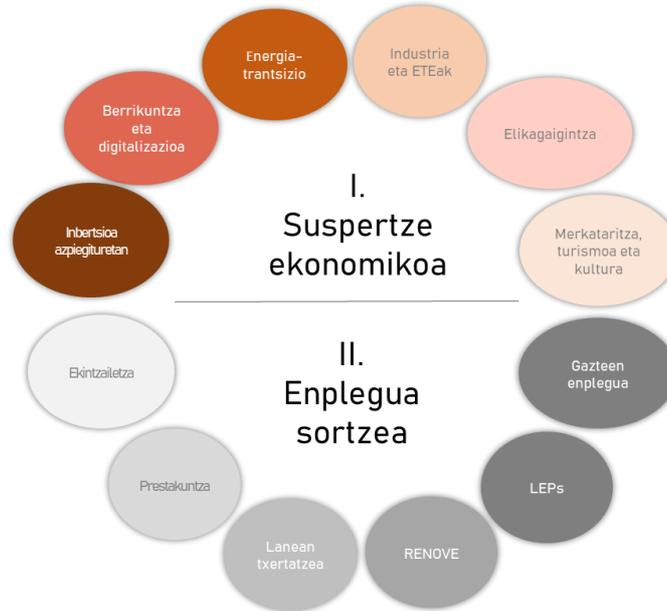 Energia-
trantsizio
Industria
eta ETEak
Berrikuntza
eta
digitalizazioa
Elikagaigintza
I.
Suspertze
ekonomikoa
Inbertsioa
azpiegituretan
Merkataritza,
turismoa eta
kultura
II.
Enplegua
sortzea
Ekintzailetza
Gazteen
enplegua
Prestakuntza
LEPs
Lanean
txertatzea
RENOVE